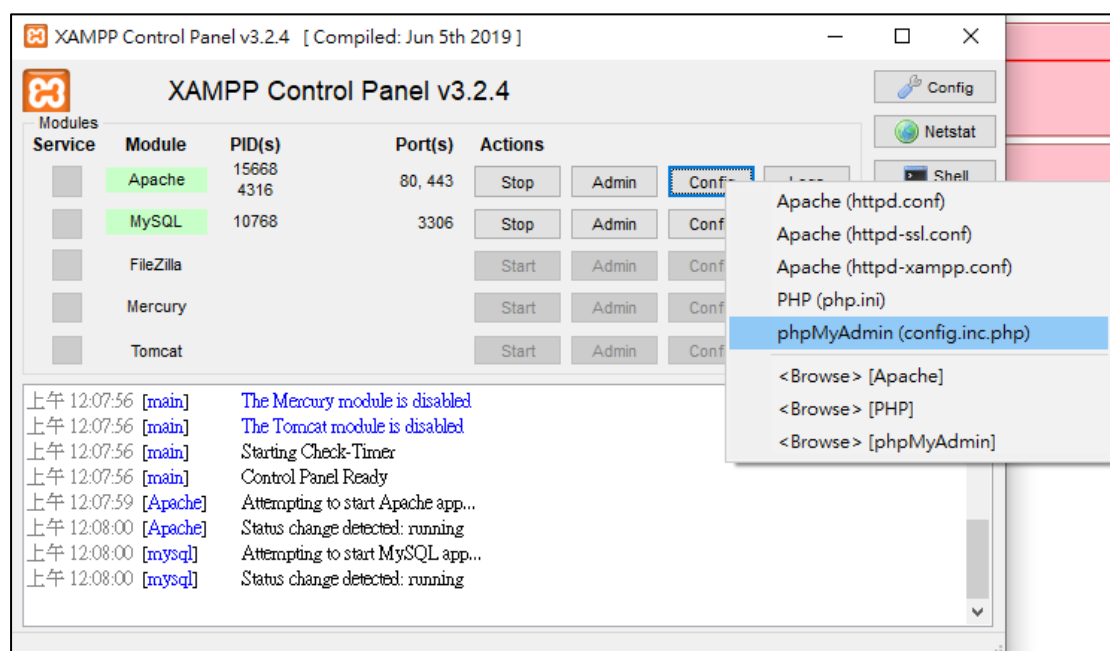 XAMPP Control Panel v3.2.4 [ Compiled: Jun 5th 2019 ]
XAMPP Control Panel v3.2.4
Config
Modules
Netstat
Service Module PID(s) Port(s) Actions
Shell
Apache 15668 4316 80, 443 Stop Admin Config Logs
MySQL 10768 3306 Stop Admin Conf
FileZilla Start Admin Conf
Mercury Start Admin Conf
Tomcat Start Admin Conf
Apache (httpd.conf)
Apache (httpd-ssl.conf)
Apache (httpd-xampp.conf)
PHP (php.ini)
phpMyAdmin (config.inc.php)
<Browse> [Apache]
<Browse> [PHP]
<Browse> [phpMyAdmin]
上午 12:07:56 [main] The Mercury module is disabled
上午 12:07:56 [main] The Tomcat module is disabled
上午 12:07:56 [main] Starting Check-Timer
上午 12:07:56 [main] Control Panel Ready
上午 12:07:59 [Apache] Attempting to start Apache app...
上午 12:08:00 [Apache] Status change detected: running
上午 12:08:00 [mysql] Attempting to start MySQL app...
上午 12:08:00 [mysql] Status change detected: running